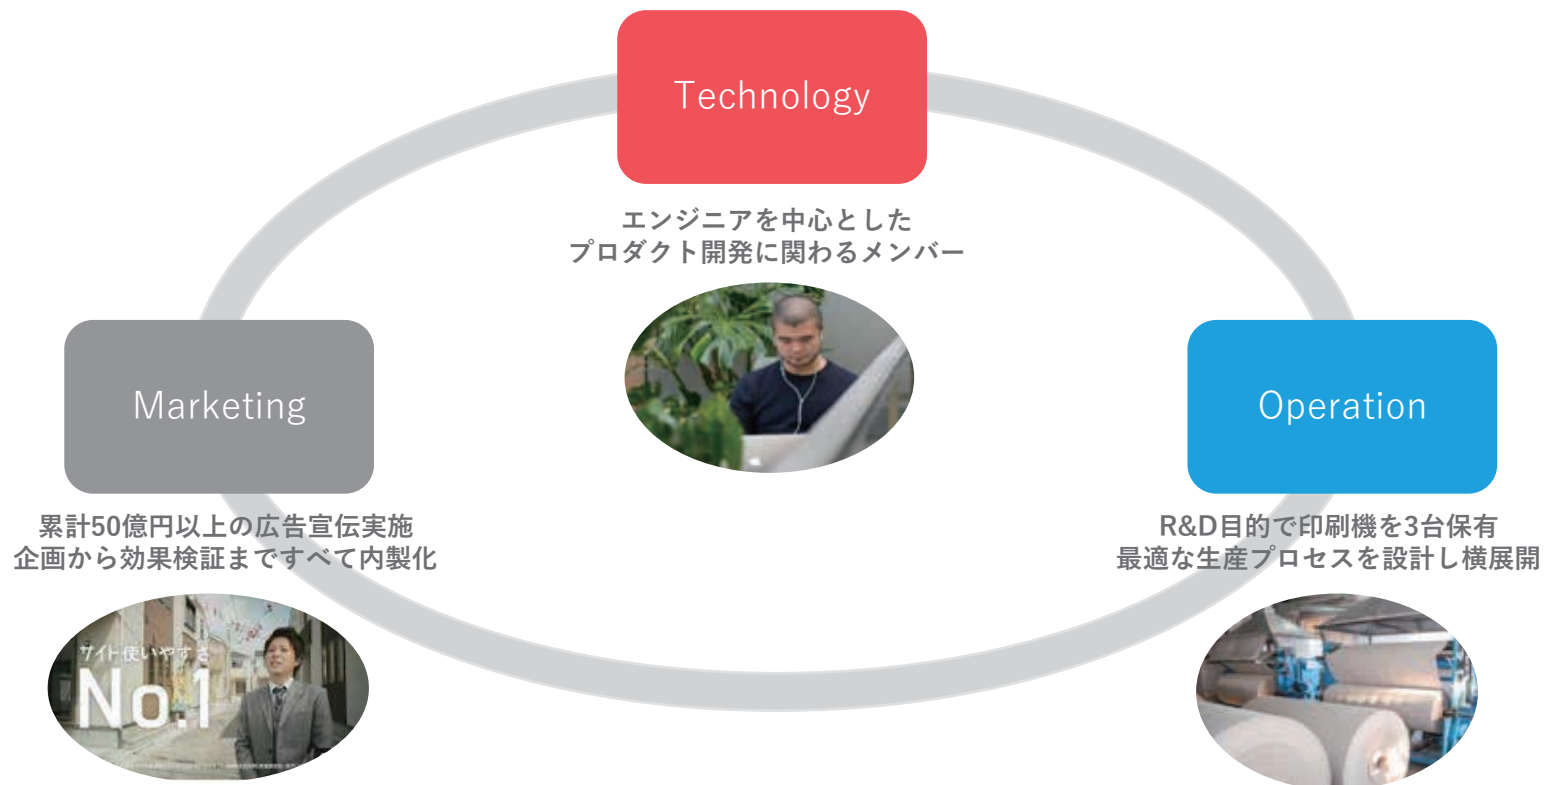 Technology
エンジニアを中心とした
プロダクト開発に関わるメンバー
Marketing
累計50億円以上の広告宣伝実施
企画から効果検証まですべて内製化
サイト使いやすさ
No.1
Operation
R&D目的で印刷機を3台保有
最適な生産プロセスを設計し横展開